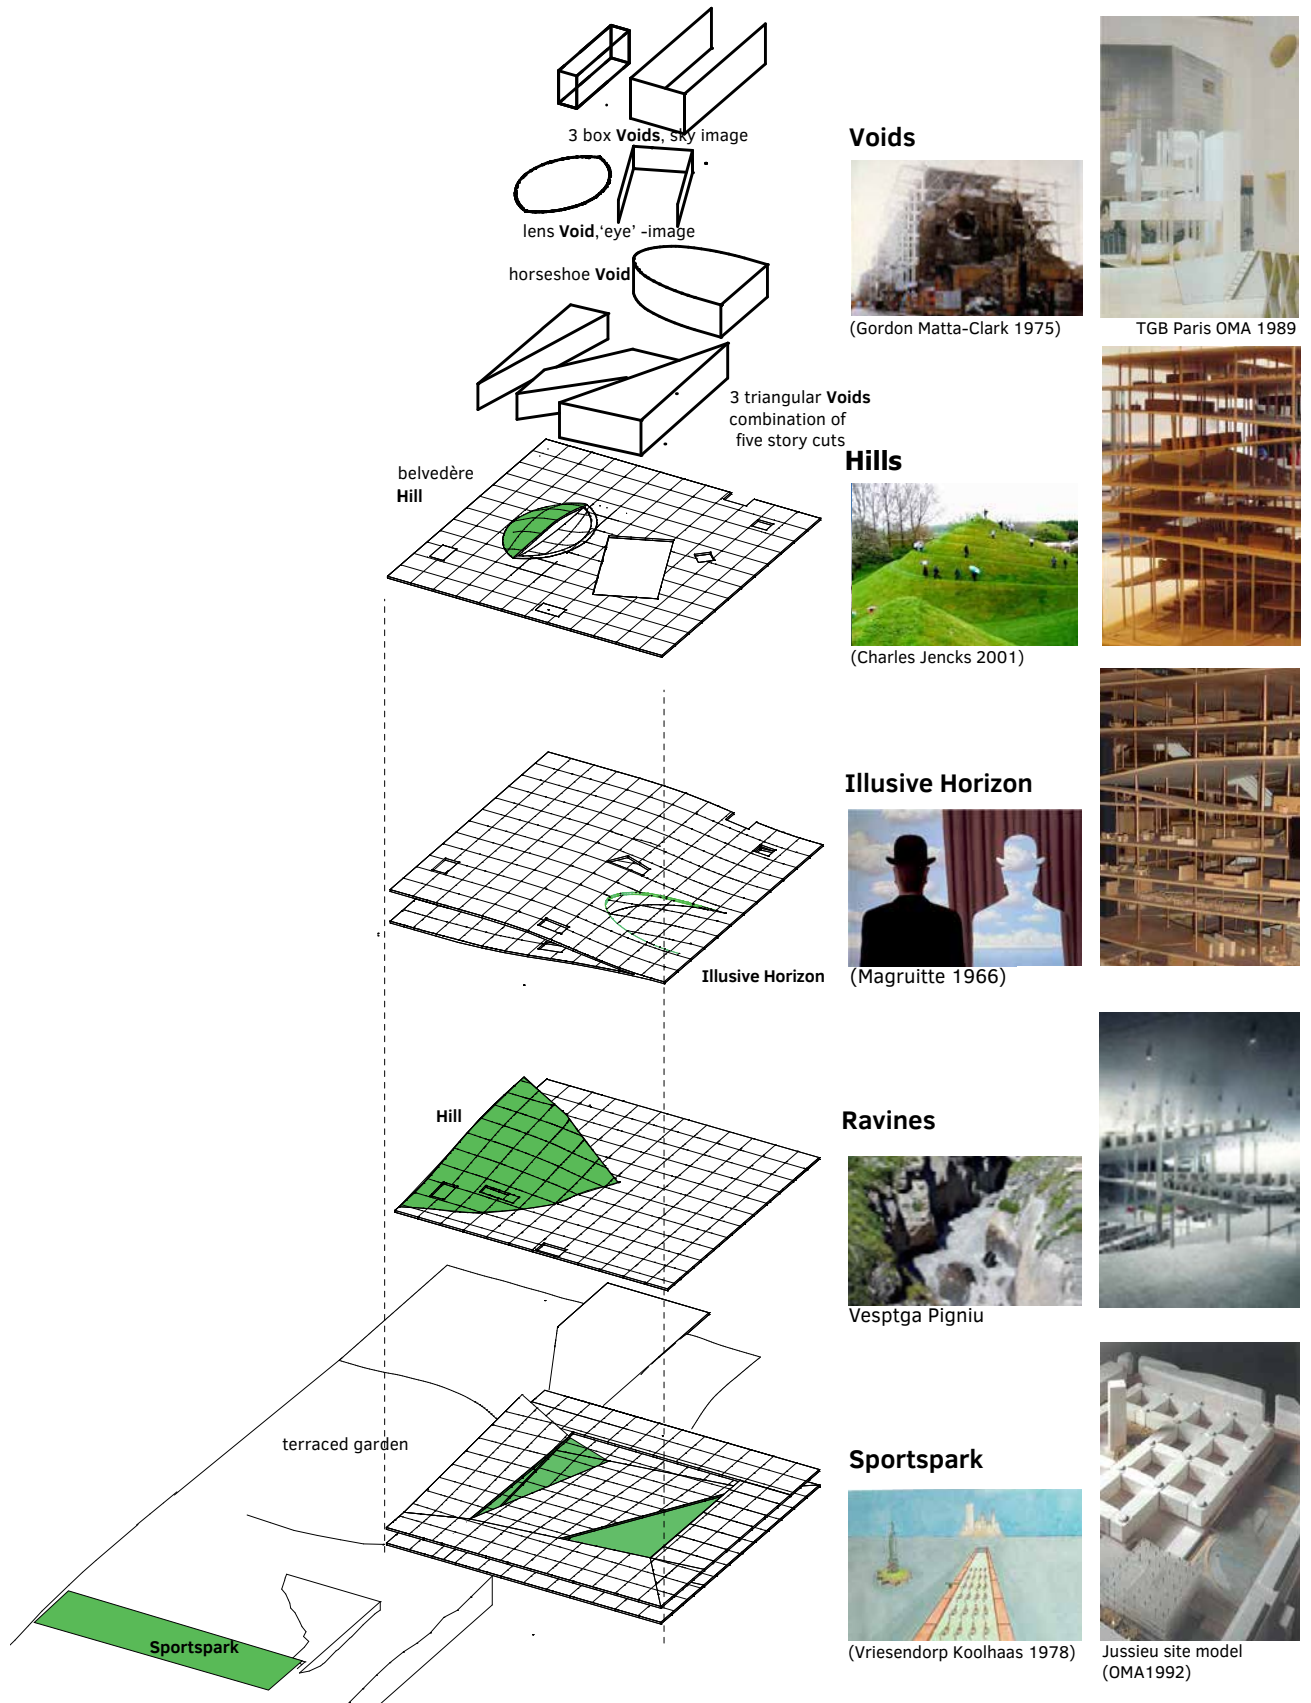 3 box Voids, sky image
lens Void,‘eye’ -image
horseshoe Void
3 triangular Voids
combination of
five story cuts
belvedère
Hill
Illusive Horizon
Hill
terraced garden
Sportspark
Voids
(Gordon Matta-Clark 1975)
TGB Paris OMA 1989
Hills
(Charles Jencks 2001)
Illusive Horizon
(Magruitte 1966)
Ravines
Vesptga Pigniu
Sportspark
(Vriesendorp Koolhaas 1978)
Jussieu site model
(OMA1992)